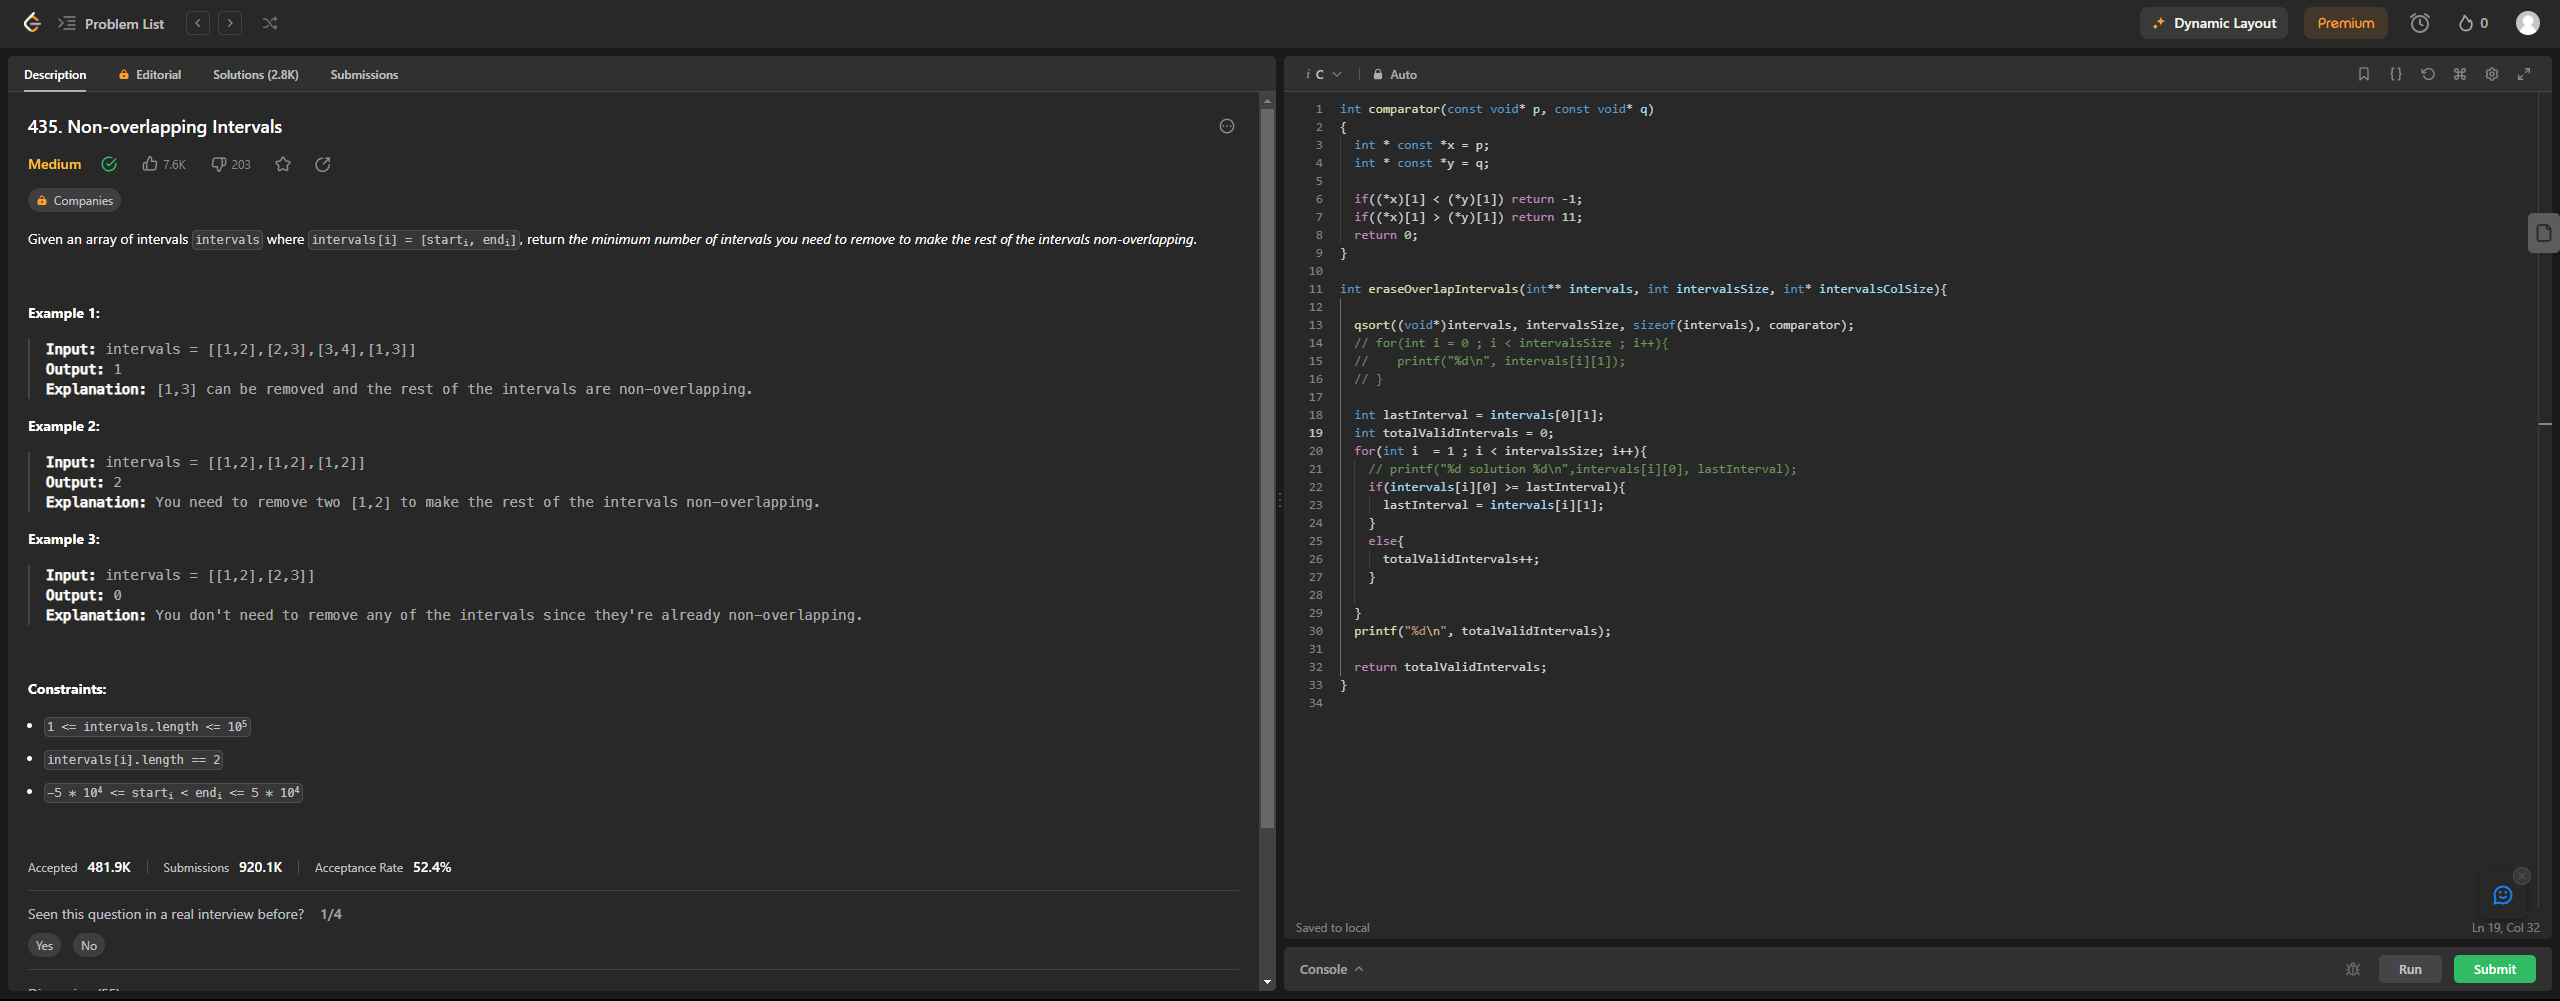 Problem List
Dynamic Layout
Premium
0
Description
Editorial
Solutions (2.8K)
Submissions
435. Non-overlapping Intervals
Medium
7.6K
203
Companies
Given an array of intervals intervals where intervals[i] = [starti, endi], return the minimum number of intervals you need to remove to make the rest of the intervals non-overlapping.
Example 1:
Input: intervals = [[1,2],[2,3],[3,4],[1,3]]
Output: 1
Explanation: [1,3] can be removed and the rest of the intervals are non-overlapping.
Example 2:
Input: intervals = [[1,2],[1,2],[1,2]]
Output: 2
Explanation: You need to remove two [1,2] to make the rest of the intervals non-overlapping.
Example 3:
Input: intervals = [[1,2],[2,3]]
Output: 0
Explanation: You don't need to remove any of the intervals since they're already non-overlapping.
Constraints:
1 <= intervals.length <= 10⁵
intervals[i].length == 2
-5 * 10⁴ <= starti < endi <= 5 * 10⁴
Accepted 481.9K
Submissions 920.1K
Acceptance Rate 52.4%
Seen this question in a real interview before? 1/4
Yes
No
i C
Auto
1 int comparator(const void* p, const void* q)
2 {
3 int * const *x = p;
4 int * const *y = q;
5
6 if((*x)[1] < (*y)[1]) return -1;
7 if((*x)[1] > (*y)[1]) return 11;
8 return 0;
9 }
10
11 int eraseOverlapIntervals(int** intervals, int intervalsSize, int* intervalsColSize){
12
13 qsort((void*)intervals, intervalsSize, sizeof(intervals), comparator);
14 // for(int i = 0 ; i < intervalsSize ; i++){
15 //    printf("%d\n", intervals[i][1]);
16 // }
17
18 int lastInterval = intervals[0][1];
19 int totalValidIntervals = 0;
20 for(int i  = 1 ; i < intervalsSize; i++){
21 // printf("%d solution %d\n",intervals[i][0], lastInterval);
22 if(intervals[i][0] >= lastInterval){
23 lastInterval = intervals[i][1];
24 }
25 else{
26 totalValidIntervals++;
27 }
28
29 }
30 printf("%d\n", totalValidIntervals);
31
32 return totalValidIntervals;
33 }
34
Saved to local
Ln 19, Col 32
Console
Run
Submit